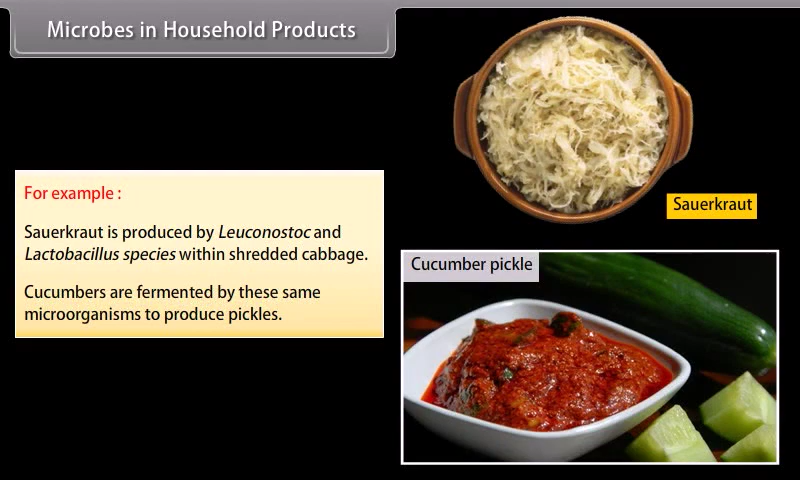 Microbes in Household Products
For example :
Sauerkraut is produced by Leuconostoc and
Lactobacillus species within shredded cabbage.
Cucumbers are fermented by these same
microorganisms to produce pickles.
Sauerkraut
Cucumber pickle